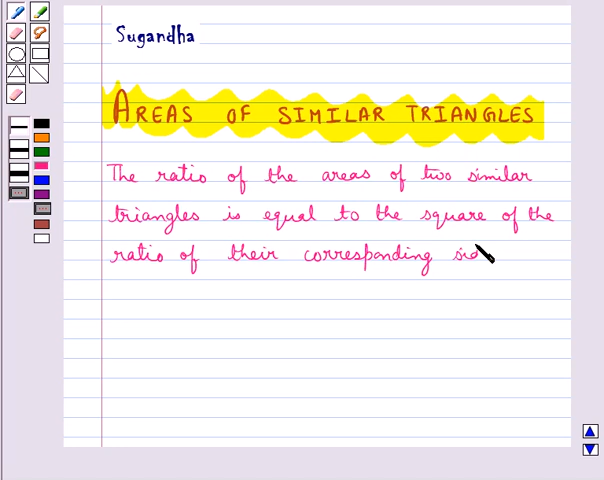 Sugandha
AREAS OF SIMILAR TRIANGLES
The ratio of the areas of two similar
triangles is equal to the square of the
ratio of their corresponding